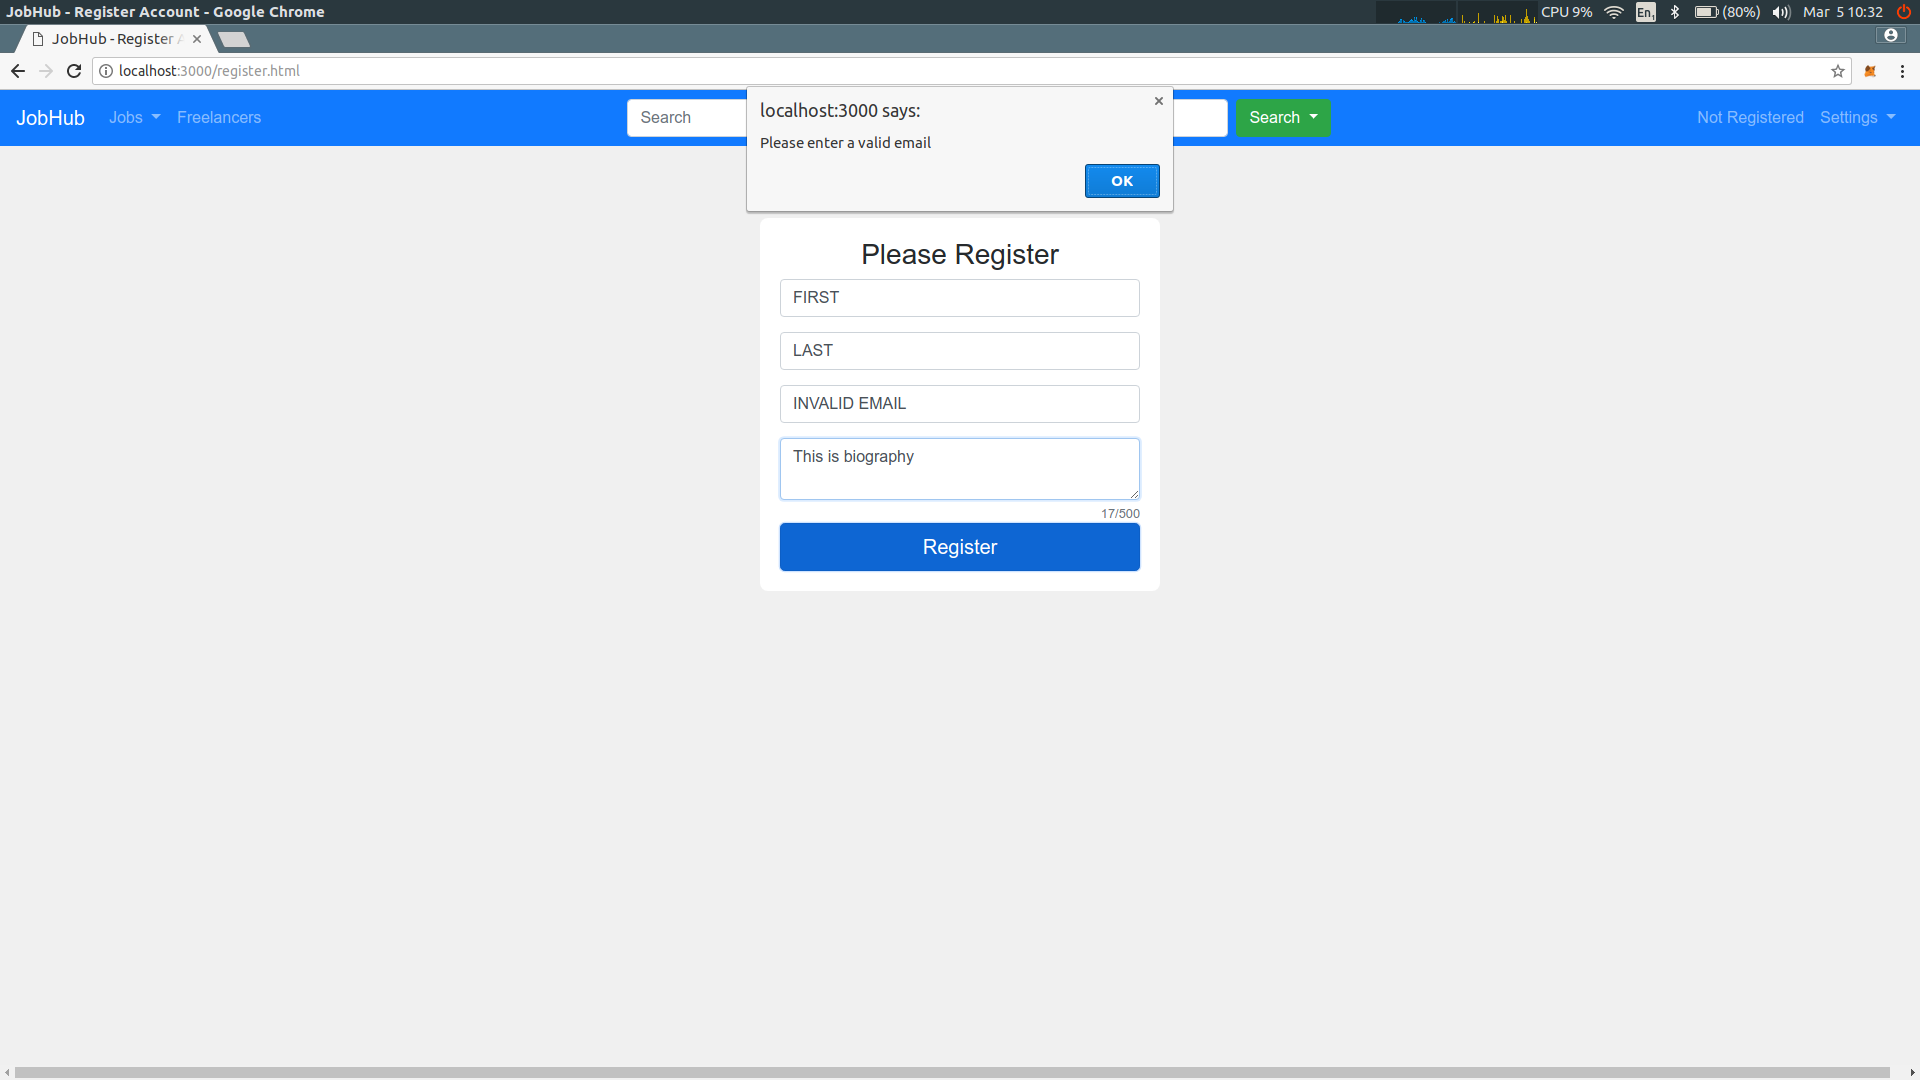 JobHub - Register Account - Google Chrome
CPU 9% En1 (80%) Mar 5 10:32
JobHub - Register A
localhost:3000/register.html
JobHub Jobs Freelancers Search Search Not Registered Settings
localhost:3000 says:
Please enter a valid email
OK
Please Register
FIRST
LAST
INVALID EMAIL
This is biography
17/500
Register